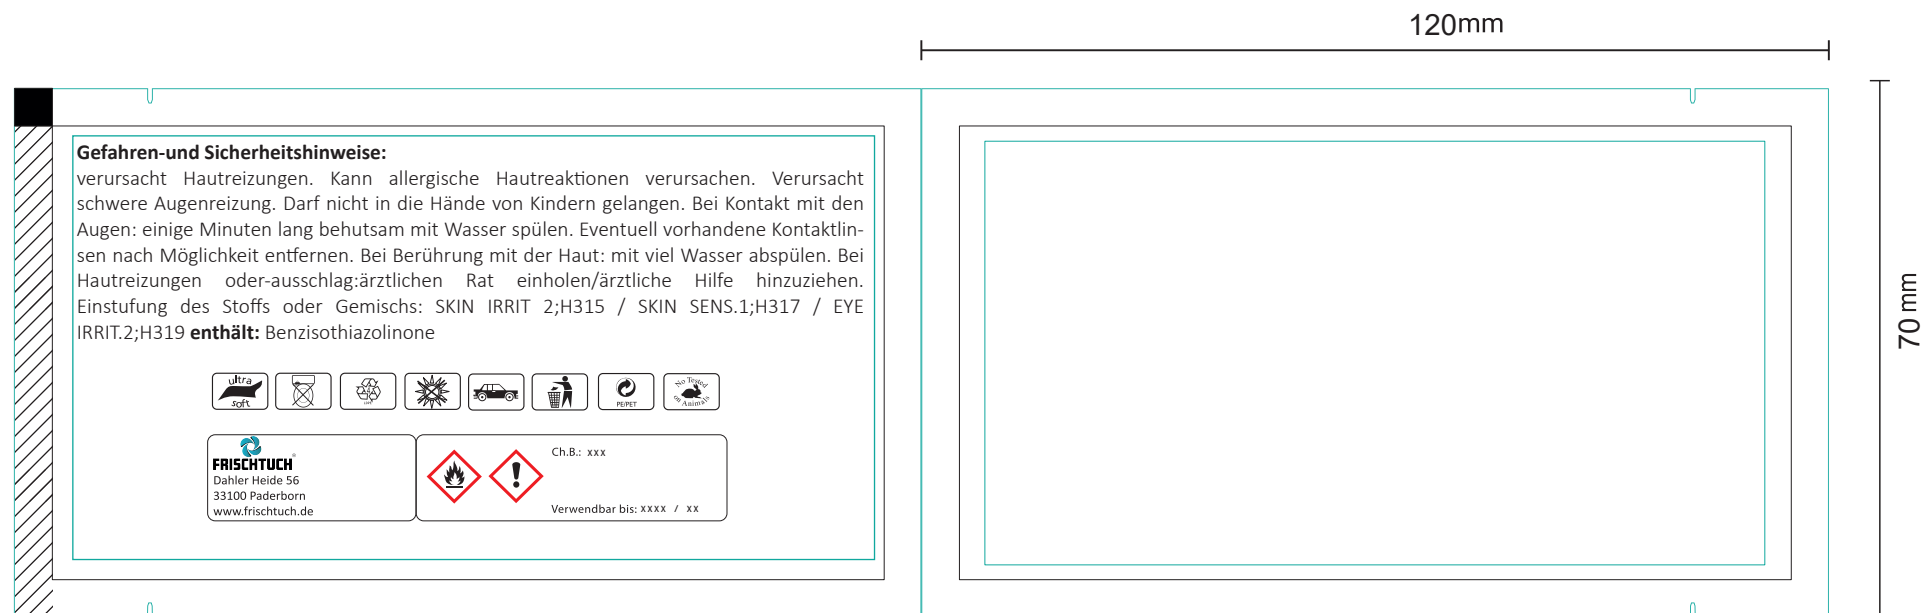 120mm
70 mm
Gefahren-und Sicherheitshinweise:
verursacht Hautreizungen. Kann allergische Hautreaktionen verursachen. Verursacht
schwere Augenreizung. Darf nicht in die Hände von Kindern gelangen. Bei Kontakt mit den
Augen: einige Minuten lang behutsam mit Wasser spülen. Eventuell vorhandene Kontaktlin-
sen nach Möglichkeit entfernen. Bei Berührung mit der Haut: mit viel Wasser abspülen. Bei
Hautreizungen oder-ausschlag:ärztlichen Rat einholen/ärztliche Hilfe hinzuziehen.
Einstufung des Stoffs oder Gemischs: SKIN IRRIT 2;H315 / SKIN SENS.1;H317 / EYE
IRRIT.2;H319 enthält: Benzisothiazolinone
ultra
soft
PE/PET
No Tested
on Animals
FRISCHTUCH®
Dahler Heide 56
33100 Paderborn
www.frischtuch.de
Ch.B.: xxx
Verwendbar bis: xxxx / xx